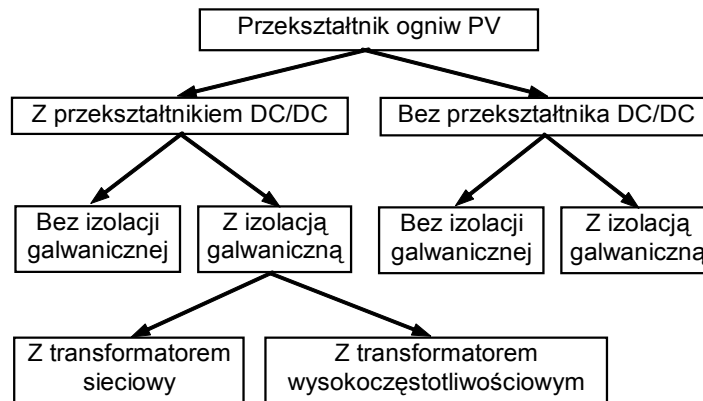 Przekształtnik ogniw PV
Z przekształtnikiem DC/DC
Bez przekształtnika DC/DC
Bez izolacji
galwanicznej
Z izolacją
galwaniczną
Bez izolacji
galwanicznej
Z izolacją
galwaniczną
Z transformatorem
sieciowy
Z transformatorem
wysokoczęstotliwościowym